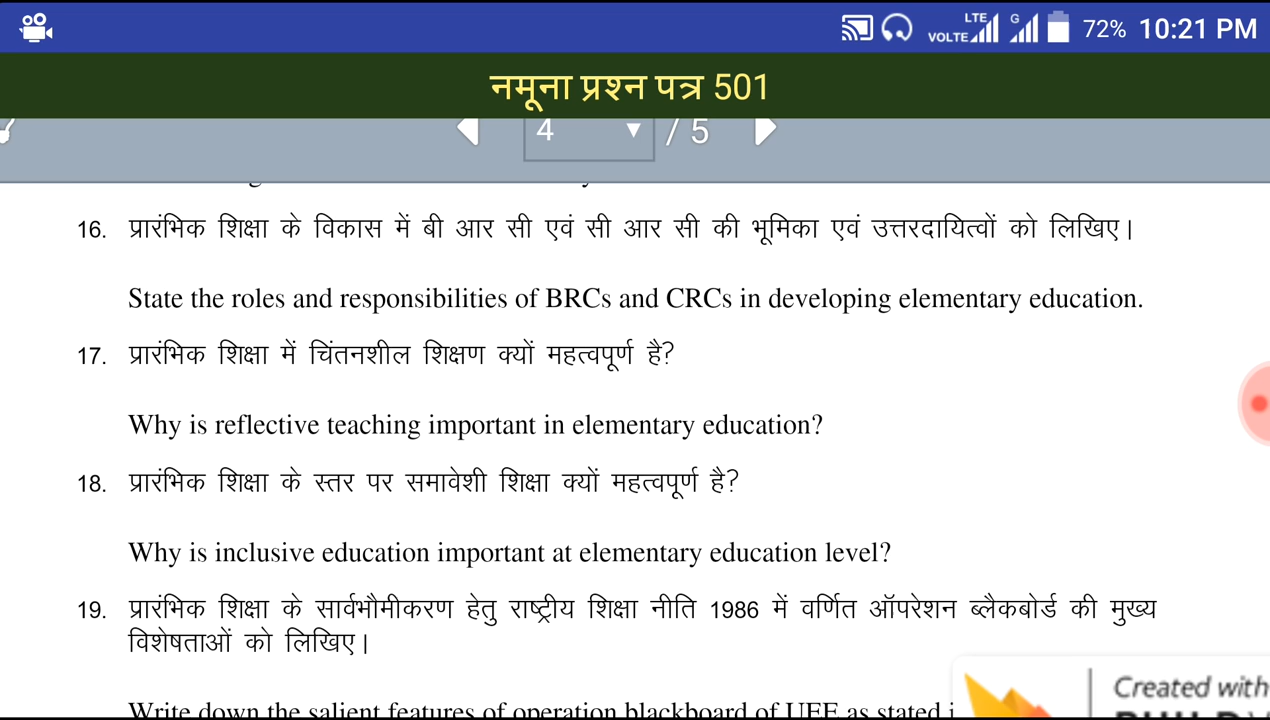 LTE G
VOLTE 72% 10:21 PM
नमूना प्रश्न पत्र 501
4 ▼ / 5
16. प्रारंभिक शिक्षा के विकास में बी आर सी एवं सी आर सी की भूमिका एवं उत्तरदायित्वों को लिखिए।
State the roles and responsibilities of BRCs and CRCs in developing elementary education.
17. प्रारंभिक शिक्षा में चिंतनशील शिक्षण क्यों महत्वपूर्ण है?
Why is reflective teaching important in elementary education?
18. प्रारंभिक शिक्षा के स्तर पर समावेशी शिक्षा क्यों महत्वपूर्ण है?
Why is inclusive education important at elementary education level?
19. प्रारंभिक शिक्षा के सार्वभौमीकरण हेतु राष्ट्रीय शिक्षा नीति 1986 में वर्णित ऑपरेशन ब्लैकबोर्ड की मुख्य
विशेषताओं को लिखिए।
Write down the salient features of operation blackboard of UEE as stated
Created with